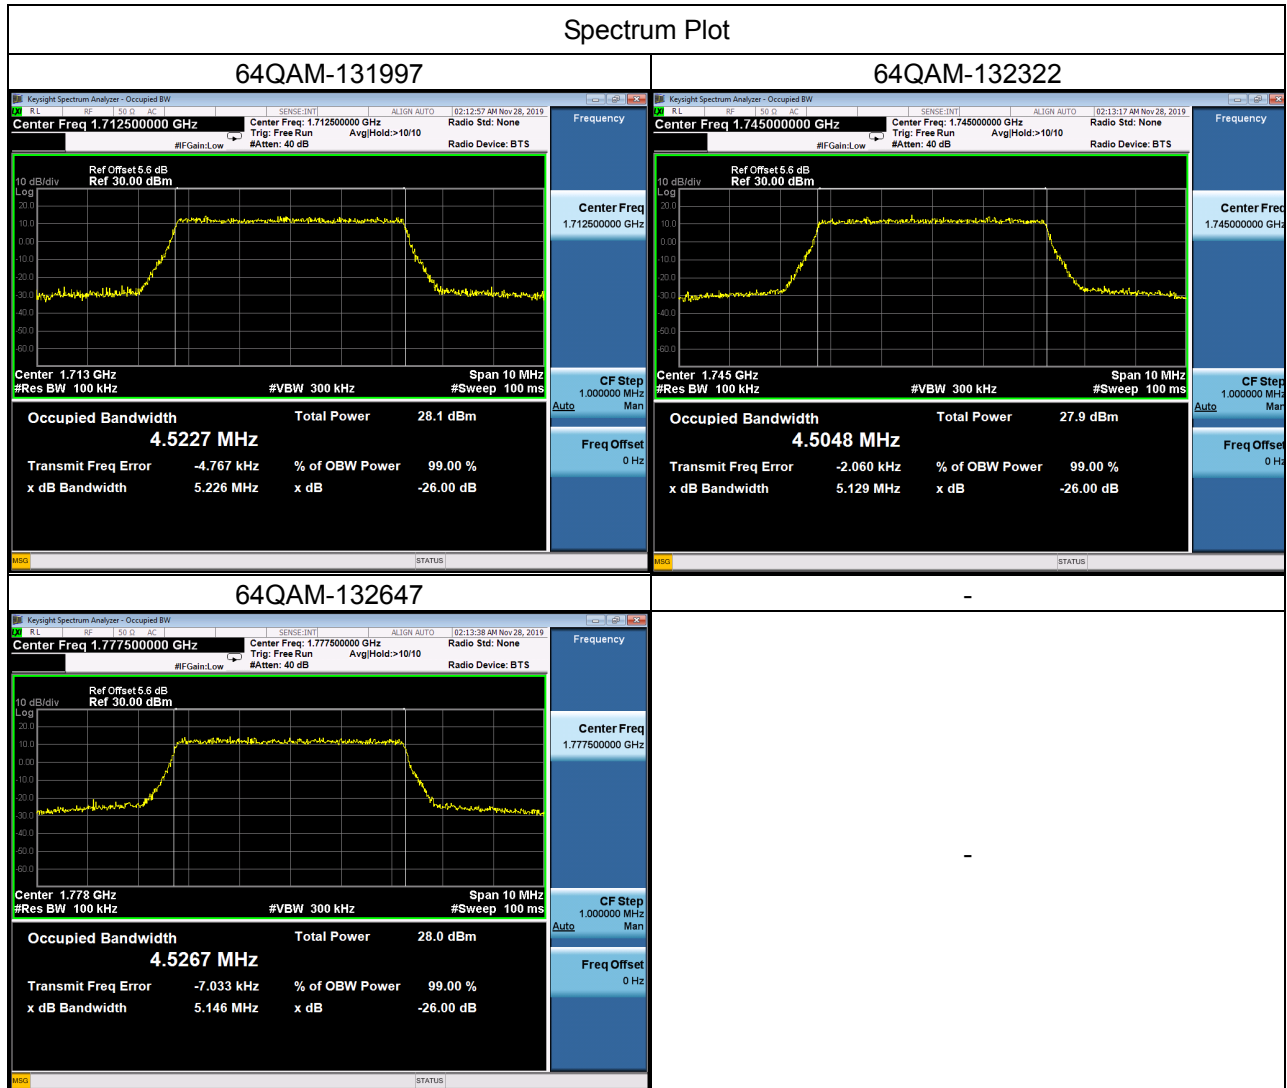 Spectrum Plot
64QAM-131997
64QAM-132322
Keysight Spectrum Analyzer - Occupied BW
LXI RL RF 50 Ω AC SENSE:INT ALIGN AUTO 02:12:57 AM Nov 28, 2019
Center Freq 1.712500000 GHz
Center Freq: 1.712500000 GHz
Radio Std: None
Trig: Free Run Avg|Hold:>10/10
#IFGain:Low #Atten: 40 dB Radio Device: BTS
Ref Offset 5.6 dB
10 dB/div Ref 30.00 dBm
Log
20.0
10.0
0.00
-10.0
-20.0
-30.0
-40.0
-50.0
-60.0
Center 1.713 GHz Span 10 MHz
#Res BW 100 kHz #VBW 300 kHz #Sweep 100 ms
Occupied Bandwidth Total Power 28.1 dBm
4.5227 MHz
Transmit Freq Error -4.767 kHz % of OBW Power 99.00 %
x dB Bandwidth 5.226 MHz x dB -26.00 dB
MSG STATUS
Frequency
Center Freq
1.712500000 GHz
CF Step
1.000000 MHz
Auto Man
Freq Offset
0 Hz
Keysight Spectrum Analyzer - Occupied BW
LXI RL RF 50 Ω AC SENSE:INT ALIGN AUTO 02:13:17 AM Nov 28, 2019
Center Freq 1.745000000 GHz
Center Freq: 1.745000000 GHz
Radio Std: None
Trig: Free Run Avg|Hold:>10/10
#IFGain:Low #Atten: 40 dB Radio Device: BTS
Ref Offset 5.6 dB
10 dB/div Ref 30.00 dBm
Log
20.0
10.0
0.00
-10.0
-20.0
-30.0
-40.0
-50.0
-60.0
Center 1.745 GHz Span 10 MHz
#Res BW 100 kHz #VBW 300 kHz #Sweep 100 ms
Occupied Bandwidth Total Power 27.9 dBm
4.5048 MHz
Transmit Freq Error -2.060 kHz % of OBW Power 99.00 %
x dB Bandwidth 5.129 MHz x dB -26.00 dB
MSG STATUS
Frequency
Center Freq
1.745000000 GHz
CF Step
1.000000 MHz
Auto Man
Freq Offset
0 Hz
64QAM-132647
-
Keysight Spectrum Analyzer - Occupied BW
LXI RL RF 50 Ω AC SENSE:INT ALIGN AUTO 02:13:38 AM Nov 28, 2019
Center Freq 1.777500000 GHz
Center Freq: 1.777500000 GHz
Radio Std: None
Trig: Free Run Avg|Hold:>10/10
#IFGain:Low #Atten: 40 dB Radio Device: BTS
Ref Offset 5.6 dB
10 dB/div Ref 30.00 dBm
Log
20.0
10.0
0.00
-10.0
-20.0
-30.0
-40.0
-50.0
-60.0
Center 1.778 GHz Span 10 MHz
#Res BW 100 kHz #VBW 300 kHz #Sweep 100 ms
Occupied Bandwidth Total Power 28.0 dBm
4.5267 MHz
Transmit Freq Error -7.033 kHz % of OBW Power 99.00 %
x dB Bandwidth 5.146 MHz x dB -26.00 dB
MSG STATUS
Frequency
Center Freq
1.777500000 GHz
CF Step
1.000000 MHz
Auto Man
Freq Offset
0 Hz
-